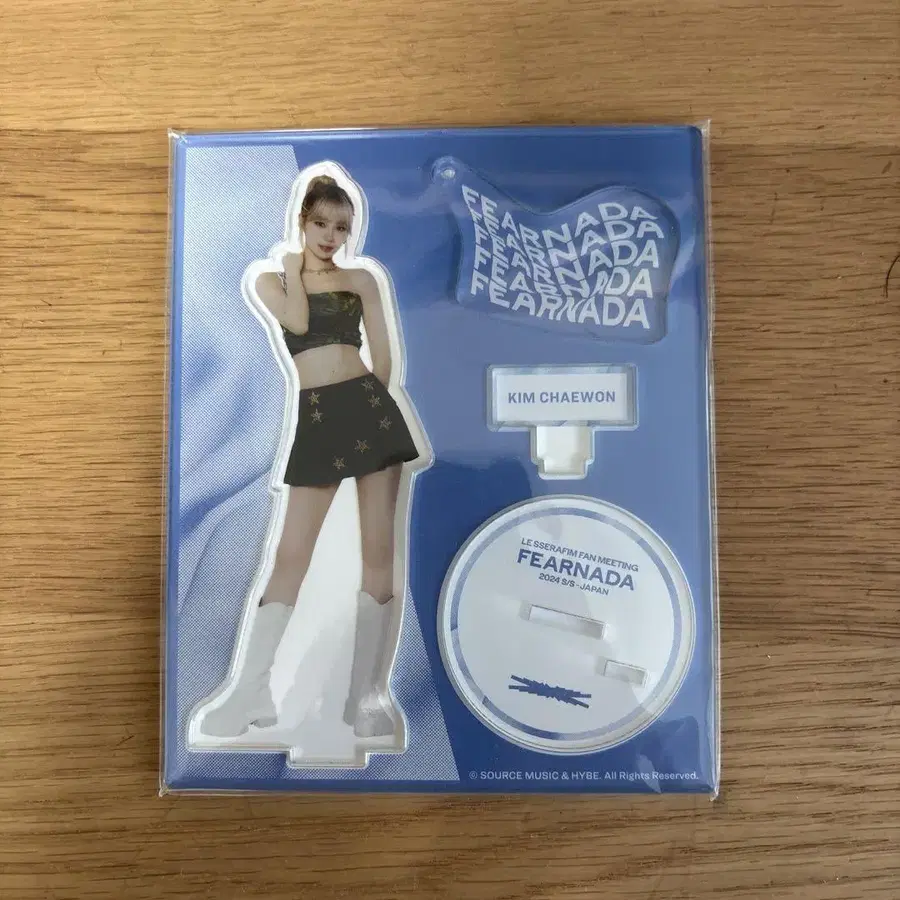 FEARNADA
FEARNADA
FEARNADA
FEARNADA
FEARNADA
KIM CHAEWON
LE SSERAFIM FAN MEETING
FEARNADA
2024 S/S - JAPAN
© SOURCE MUSIC & HYBE. All Rights Reserved.